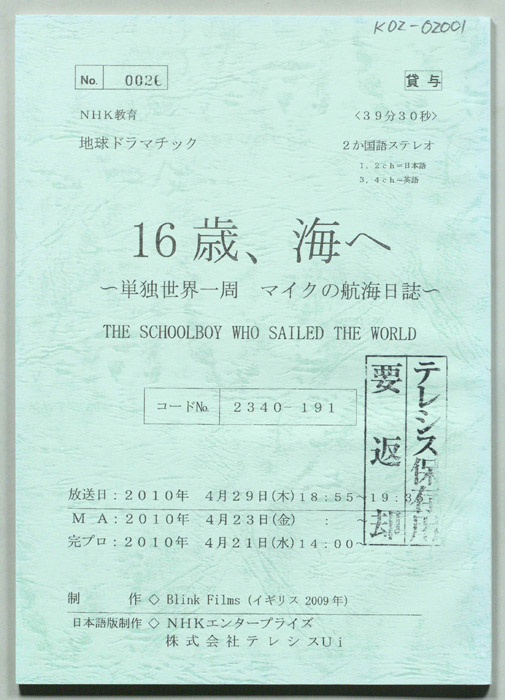 K02-02001
No. 0026
貸与
NHK教育
<39分30秒>
地球ドラマチック
2か国語ステレオ
1, 2ch=日本語
3, 4ch=英語
16歳、海へ
~単独世界一周 マイクの航海日誌~
THE SCHOOLBOY WHO SAILED THE WORLD
コードNo. 2340-191
テレシス保存用
要返却
放送日:2010年 4月29日(木)18:55~19:35
MA:2010年 4月23日(金) : ~
完プロ:2010年 4月21日(水)14:00~
制 作◇ Blink Films (イギリス 2009年)
日本語版制作◇ NHKエンタープライズ
株式会社テレシスUi